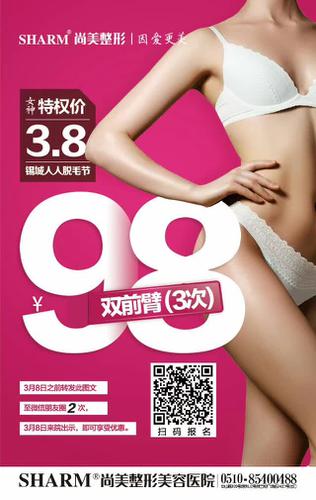 SHARM® 尚美整形 | 因爱更美
女神 特权价
3.8
锡城人人脱毛节
¥98
双前臂(3次)
3月8日之前转发此图文
至微信朋友圈2次,
3月8日来院出示,即可享受优惠。
扫码报名
SHARM®尚美整形美容医院 | 0510-85400488